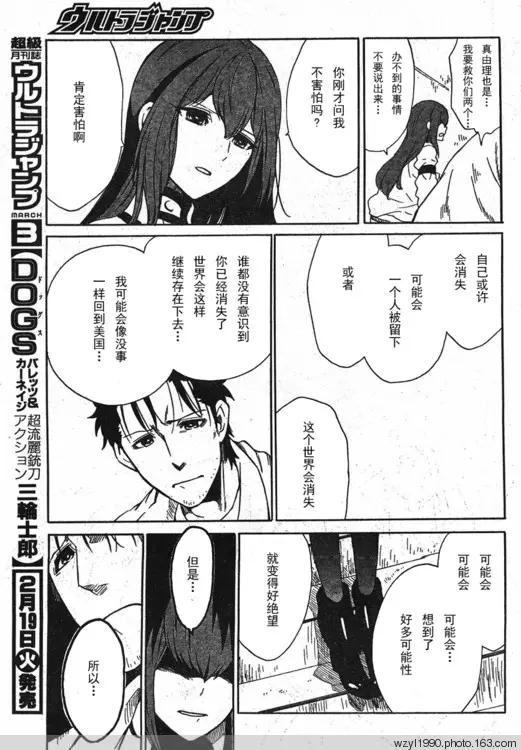 ウルトラジャンプ
超級
月刊誌
ウルトラジャンプ
MARCH
3
【DOGS
ドッグス
バレッツ&
カーネイジ
超流麗銃刀
アクション
三輪士郎】
2月19日
火
発売
真由理也是…
我要救你们两个…
办不到的事情
不要说出来…
你刚才问我
不害怕吗?
肯定害怕啊
自己或许
会消失
可能会
一个人被留下
或者
这个世界会消失
谁都没有意识到
你已经消失了
世界会这样
继续存在下去…
我可能会像没事
一样回到美国…
可能会
可能会
可能会…
想到了
好多可能性
就变得好绝望
但是…
所以…
wzyl1990.photo.163.com